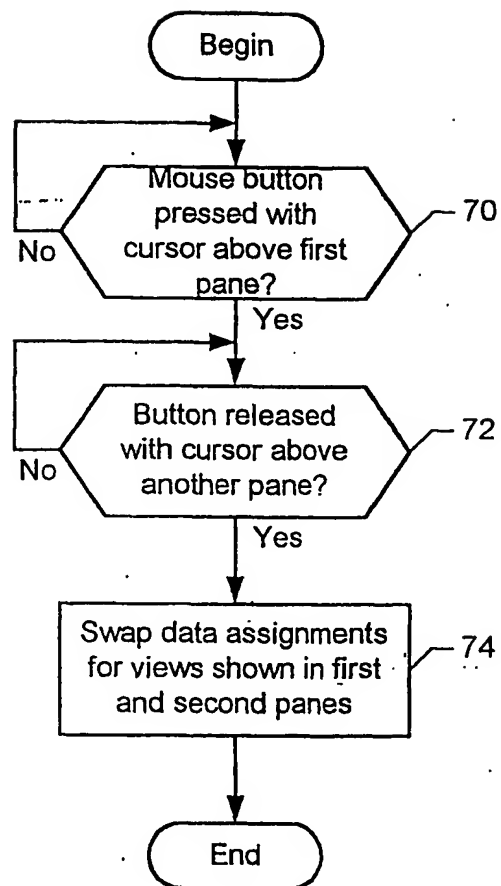 Begin
Mouse button
pressed with
cursor above first
pane?
70
No
Yes
Button released
with cursor above
another pane?
72
No
Yes
Swap data assignments
for views shown in first
and second panes
74
End